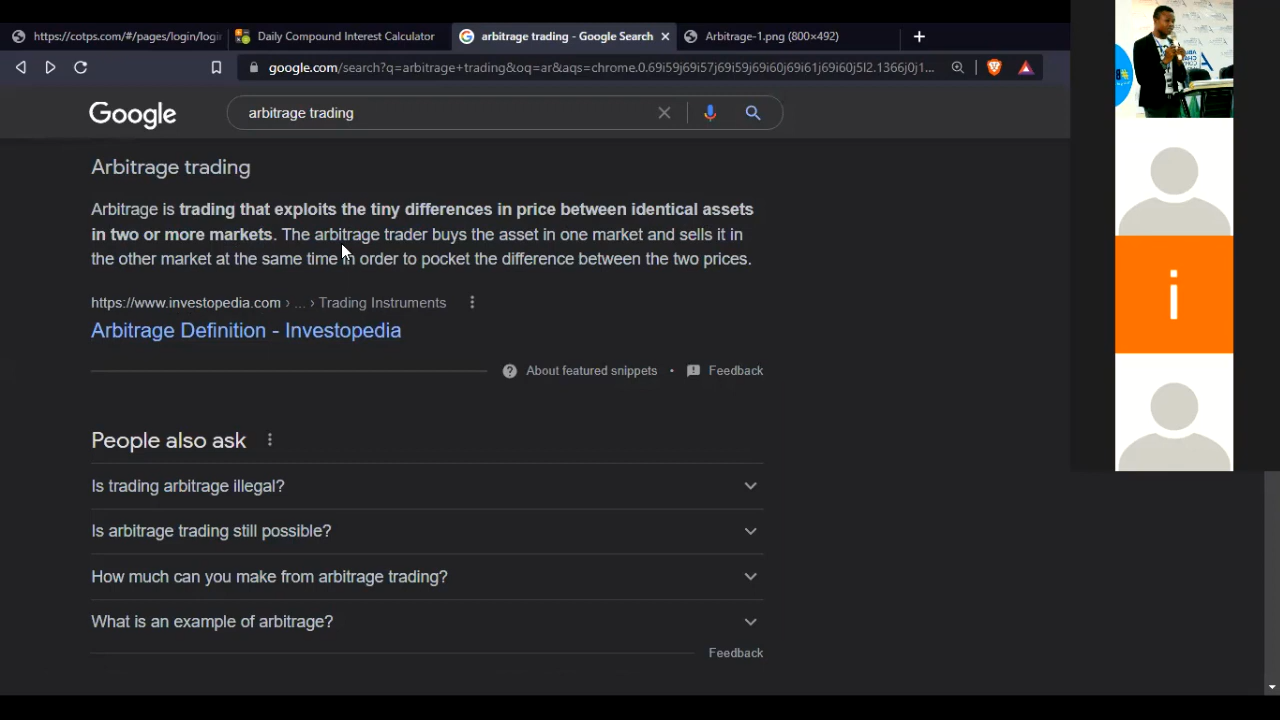 https://cotps.com/#/pages/login/logi
Daily Compound Interest Calculator
arbitrage trading - Google Search
Arbitrage-1.png (800×492)
google.com/search?q=arbitrage+trading&oq=ar&aqs=chrome.0.69i59j69i57j69i59j69i60j69i61j69i60j5l2.1366j0j1...
Google
arbitrage trading
Arbitrage trading
Arbitrage is trading that exploits the tiny differences in price between identical assets
in two or more markets. The arbitrage trader buys the asset in one market and sells it in
the other market at the same time in order to pocket the difference between the two prices.
https://www.investopedia.com › ... › Trading Instruments
Arbitrage Definition - Investopedia
About featured snippets • Feedback
People also ask
Is trading arbitrage illegal?
Is arbitrage trading still possible?
How much can you make from arbitrage trading?
What is an example of arbitrage?
Feedback
i